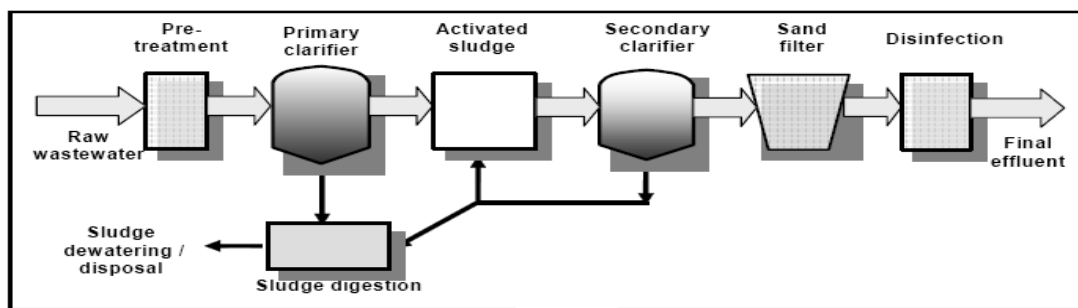 Pre-
treatment
Primary
clarifier
Activated
sludge
Secondary
clarifier
Sand
filter
Disinfection
Raw
wastewater
Final
effluent
Sludge
dewatering /
disposal
Sludge digestion